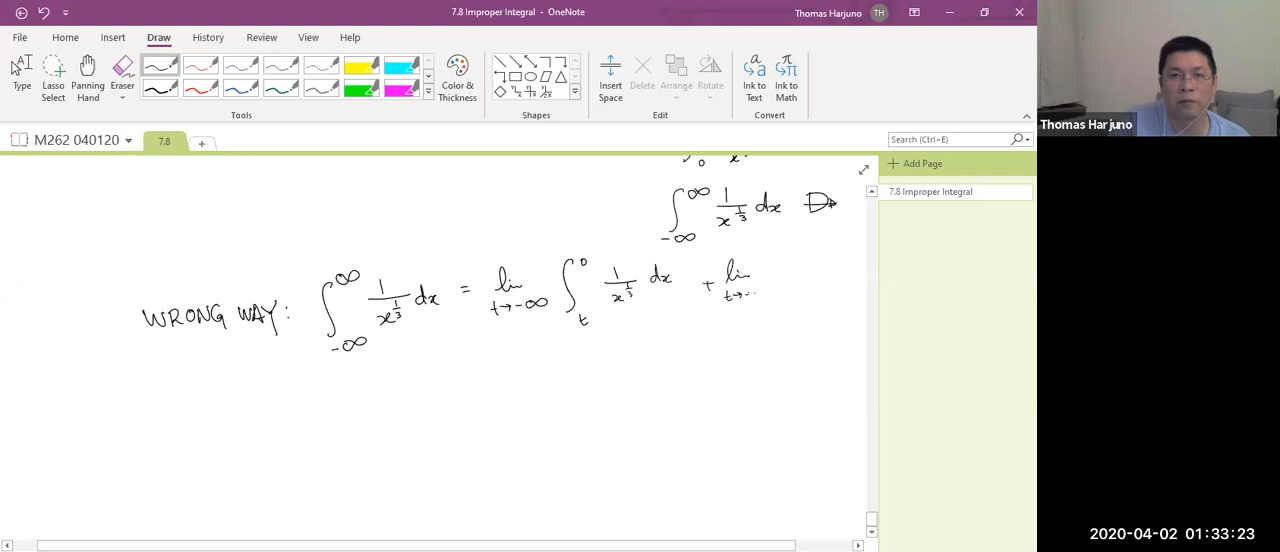 7.8 Improper Integral - OneNote
Thomas Harjuno TH
File Home Insert Draw History Review View Help
Type
Lasso Select
Panning Hand
Eraser
Color & Thickness
Insert Space
Delete
Arrange
Rotate
Ink to Text
Ink to Math
Tools Shapes Edit Convert
M262 040120 7.8 +
Search (Ctrl+E)
+ Add Page
7.8 Improper Integral
Thomas Harjuno
∫_{-∞}^{∞} 1/x^{1/3} dx D
WRONG WAY: ∫_{-∞}^{∞} 1/x^{1/3} dx = lim_{t→-∞} ∫_t^0 1/x^{1/3} dx + lim_{t→
2020-04-02 01:33:23